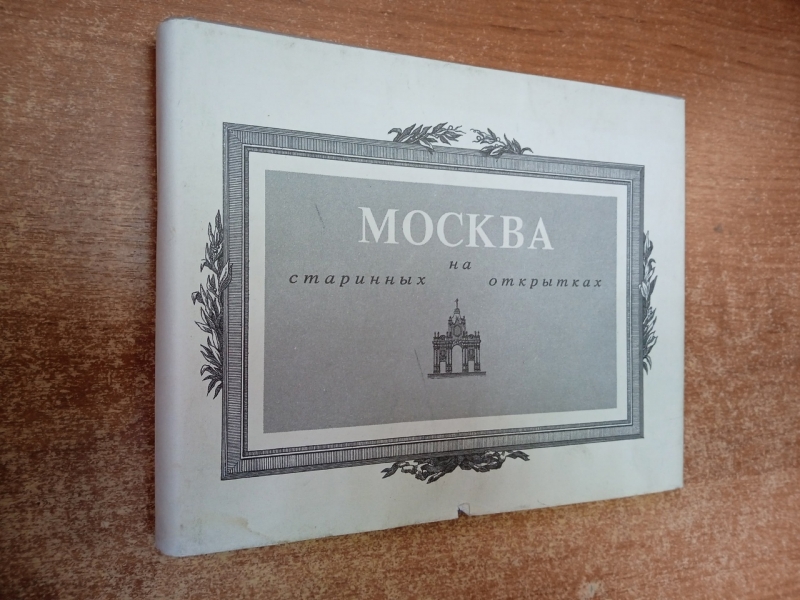 МОСКВА
на
старинных открытках